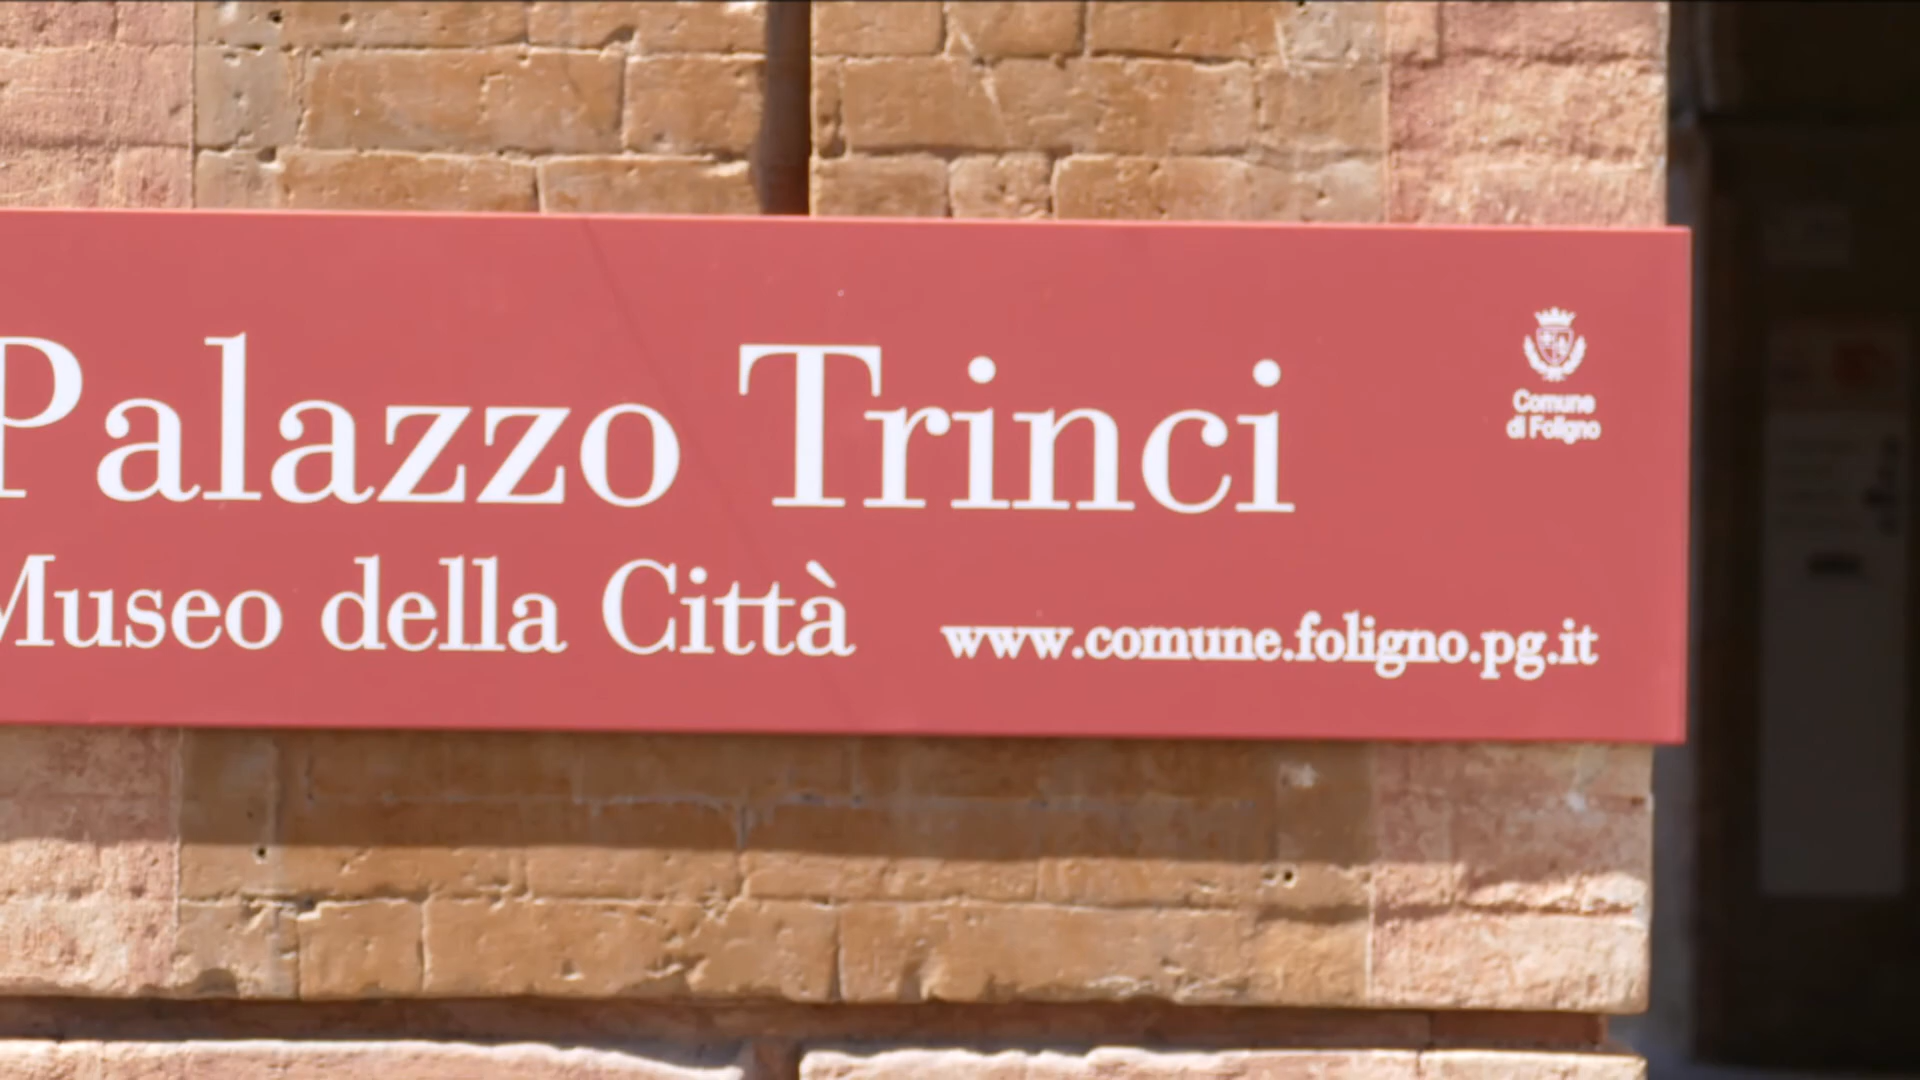 Palazzo Trinci
Comune
di Foligno
Museo della Città
www.comune.foligno.pg.it